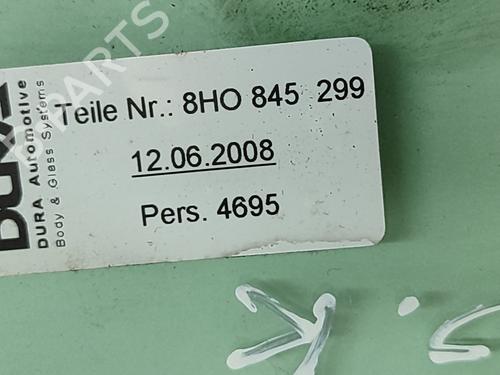 Teile Nr.: 8HO 845 299
12.06.2008
Pers. 4695
DURA
DURA Automotive
Body & Glass Systems